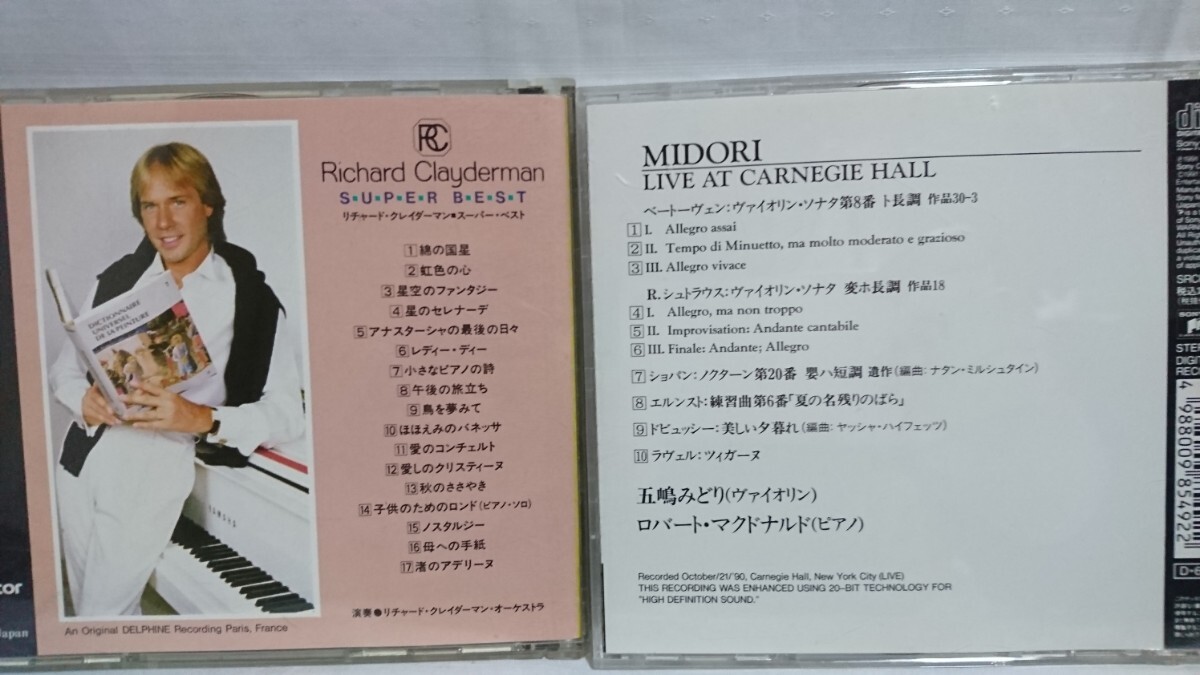 RC
Richard Clayderman
S·U·P·E·R B·E·S·T
リチャード・クレイダーマン■スーパー・ベスト
1 綿の国星
2 虹色の心
3 星空のファンタジー
4 星のセレナーデ
5 アナスターシャの最後の日々
6 レディー・ディー
7 小さなピアノの詩
8 午後の旅立ち
9 鳥を夢みて
10 ほほえみのバネッサ
11 愛のコンチェルト
12 愛しのクリスティーヌ
13 秋のささやき
14 子供のためのロンド(ピアノ・ソロ)
15 ノスタルジー
16 母への手紙
17 渚のアデリーヌ
演奏●リチャード・クレイダーマン・オーケストラ
DICTIONNAIRE
UNIVERSEL
DE LA PEINTURE
YAMAHA
An Original DELPHINE Recording Paris, France
tor
Japan
MIDORI
LIVE AT CARNEGIE HALL
ベートーヴェン:ヴァイオリン・ソナタ第8番 ト長調 作品30-3
1 I. Allegro assai
2 II. Tempo di Minuetto, ma molto moderato e grazioso
3 III. Allegro vivace
R.シュトラウス:ヴァイオリン・ソナタ 変ホ長調 作品18
4 I. Allegro, ma non troppo
5 II. Improvisation: Andante cantabile
6 III. Finale: Andante; Allegro
7 ショパン:ノクターン第20番 嬰ハ短調 遺作(編曲:ナタン・ミルシュタイン)
8 エルンスト:練習曲第6番「夏の名残りのばら」
9 ドビュッシー:美しい夕暮れ(編曲:ヤッシャ・ハイフェッツ)
10 ラヴェル:ツィガーヌ
五嶋みどり(ヴァイオリン)
ロバート・マクドナルド(ピアノ)
Recorded October/21/'90, Carnegie Hall, New York City (LIVE)
THIS RECORDING WAS ENHANCED USING 20-BIT TECHNOLOGY FOR
"HIGH DEFINITION SOUND."
SRC
STE
DIGI
REC
4 988009 854922